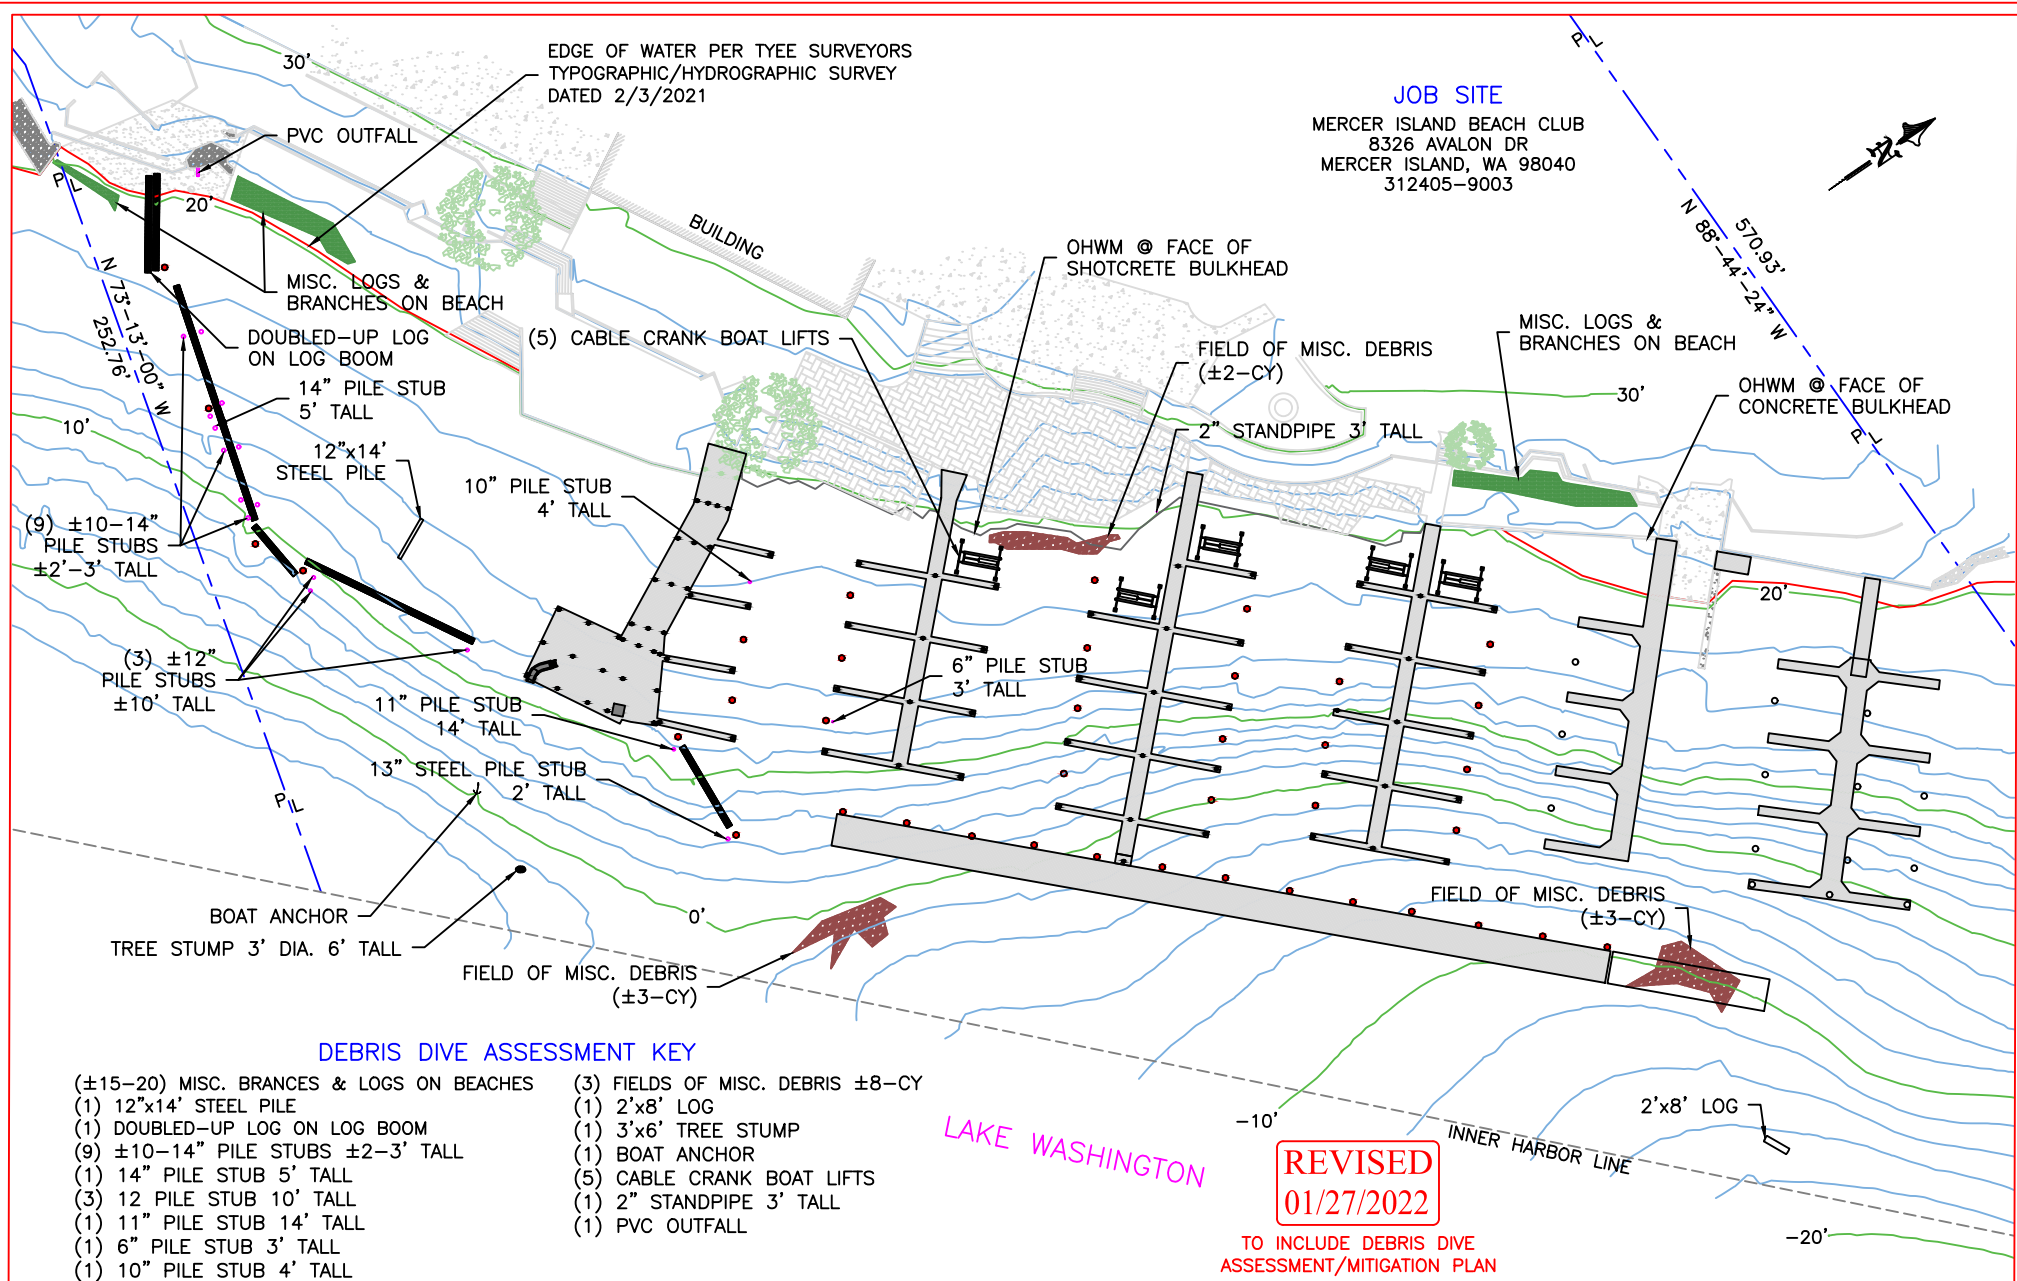 EDGE OF WATER PER TYEE SURVEYORS
TYPOGRAPHIC/HYDROGRAPHIC SURVEY
DATED 2/3/2021
30'
PVC OUTFALL
JOB SITE
MERCER ISLAND BEACH CLUB
8326 AVALON DR
MERCER ISLAND, WA 98040
312405-9003
P L
N
P L
20'
BUILDING
OHWM @ FACE OF
SHOTCRETE BULKHEAD
570.93'
N 88°-44'-24" W
MISC. LOGS &
BRANCHES ON BEACH
N 73°-13'-00" W
252.76'
DOUBLED-UP LOG
ON LOG BOOM
(5) CABLE CRANK BOAT LIFTS
FIELD OF MISC. DEBRIS
(±2-CY)
MISC. LOGS &
BRANCHES ON BEACH
14" PILE STUB
5' TALL
30'
OHWM @ FACE OF
CONCRETE BULKHEAD
10'
2" STANDPIPE 3' TALL
P L
12"x14'
STEEL PILE
10" PILE STUB
4' TALL
(9) ±10-14"
PILE STUBS
±2'-3' TALL
20'
(3) ±12"
PILE STUBS
±10' TALL
6" PILE STUB
3' TALL
11" PILE STUB
14' TALL
13" STEEL PILE STUB
2' TALL
P L
BOAT ANCHOR
0'
FIELD OF MISC. DEBRIS
(±3-CY)
TREE STUMP 3' DIA. 6' TALL
FIELD OF MISC. DEBRIS
(±3-CY)
DEBRIS DIVE ASSESSMENT KEY
(±15-20) MISC. BRANCES & LOGS ON BEACHES
(1) 12"x14' STEEL PILE
(1) DOUBLED-UP LOG ON LOG BOOM
(9) ±10-14" PILE STUBS ±2-3' TALL
(1) 14" PILE STUB 5' TALL
(3) 12 PILE STUB 10' TALL
(1) 11" PILE STUB 14' TALL
(1) 6" PILE STUB 3' TALL
(1) 10" PILE STUB 4' TALL
(3) FIELDS OF MISC. DEBRIS ±8-CY
(1) 2'x8' LOG
(1) 3'x6' TREE STUMP
(1) BOAT ANCHOR
(5) CABLE CRANK BOAT LIFTS
(1) 2" STANDPIPE 3' TALL
(1) PVC OUTFALL
LAKE WASHINGTON
-10'
2'x8' LOG
INNER HARBOR LINE
REVISED
01/27/2022
-20'
TO INCLUDE DEBRIS DIVE
ASSESSMENT/MITIGATION PLAN